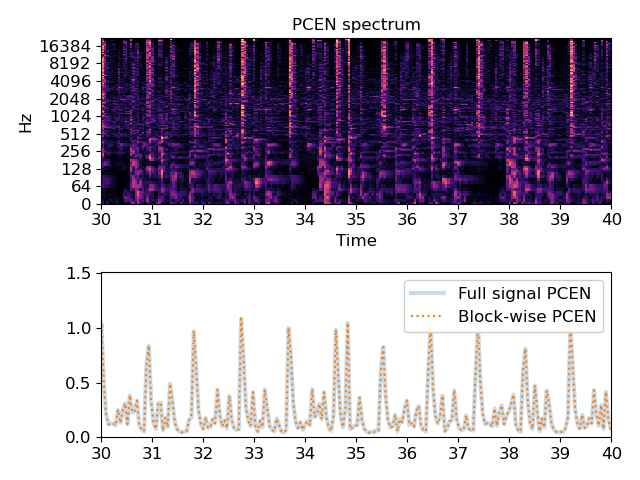 PCEN spectrum
16384
8192
4096
2048
1024
512
256
128
64
0
Hz
30 31 32 33 34 35 36 37 38 39 40
Time
1.5
1.0
0.5
0.0
Full signal PCEN
Block-wise PCEN
30 31 32 33 34 35 36 37 38 39 40